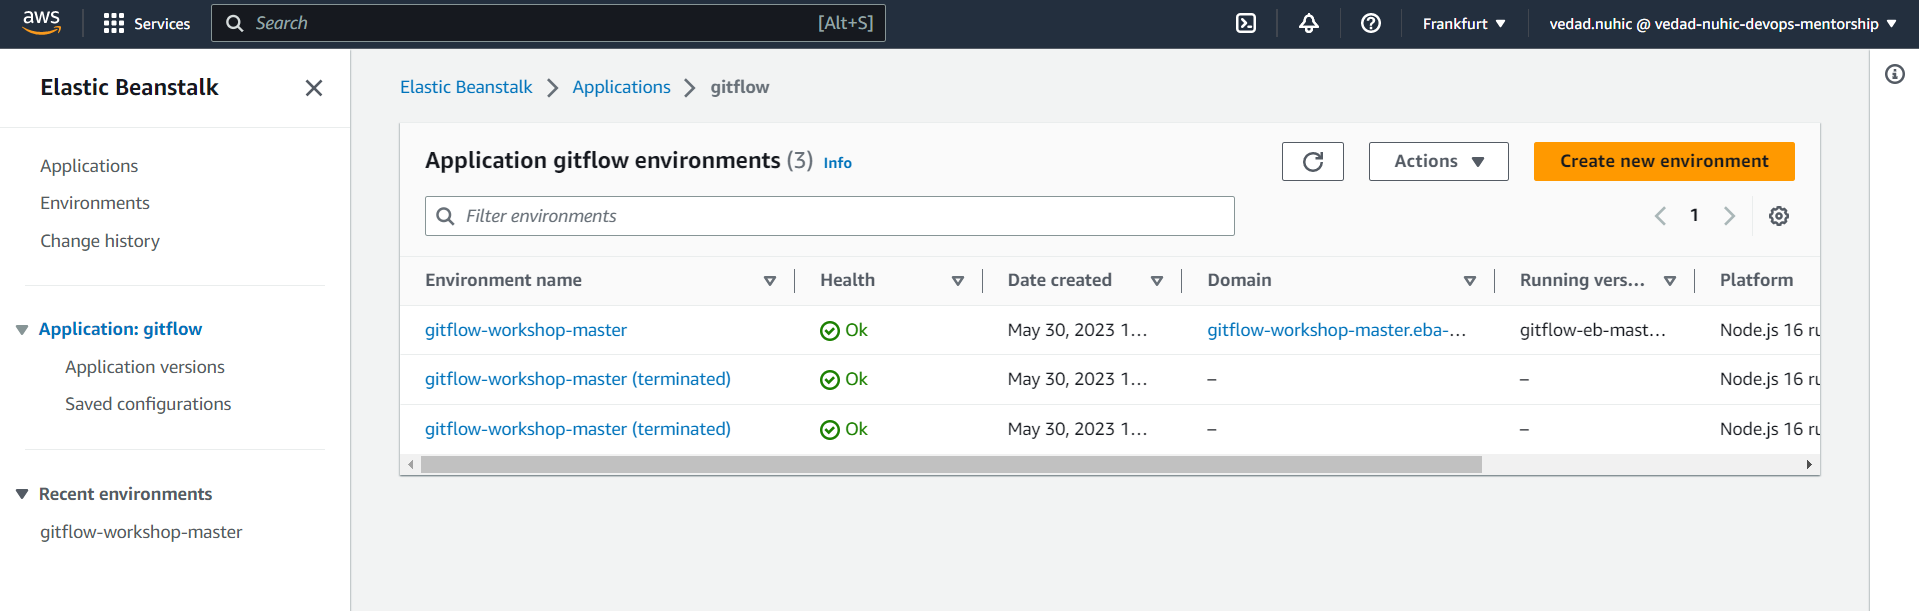 aws Services Search [Alt+S] Frankfurt vedad.nuhic @ vedad-nuhic-devops-mentorship
Elastic Beanstalk
Applications
Environments
Change history
Application: gitflow
Application versions
Saved configurations
Recent environments
gitflow-workshop-master
Elastic Beanstalk Applications gitflow
Application gitflow environments (3) Info Actions Create new environment
Filter environments 1
Environment name Health Date created Domain Running vers... Platform
gitflow-workshop-master Ok May 30, 2023 1... gitflow-workshop-master.eba-... gitflow-eb-mast... Node.js 16 ru
gitflow-workshop-master (terminated) Ok May 30, 2023 1... – – Node.js 16 ru
gitflow-workshop-master (terminated) Ok May 30, 2023 1... – – Node.js 16 ru